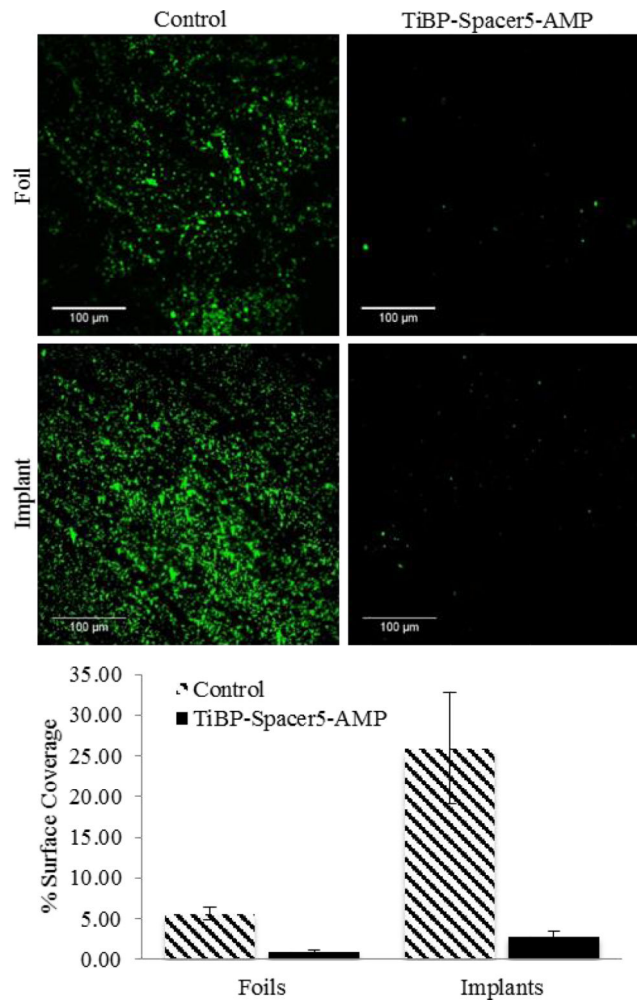 Control TiBP-Spacer5-AMP
Foil
100 µm 100 µm
Implant
100 µm 100 µm
35.00
30.00
25.00
20.00
15.00
10.00
5.00
0.00
% Surface Coverage
Control
TiBP-Spacer5-AMP
Foils Implants